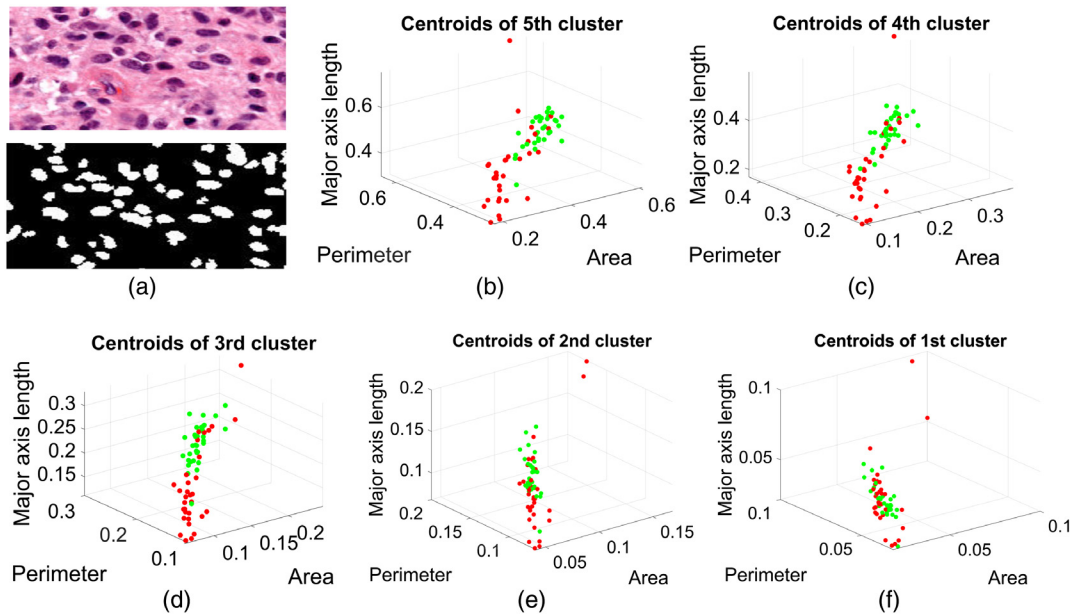 Centroids of 5th cluster
Centroids of 4th cluster
Major axis length
0.6
0.4
0.6
0.4
0.2
0.4
0.6
Perimeter
Area
Major axis length
0.4
0.2
0.4
0.3
0.2
0.1
0.2
0.3
Perimeter
Area
(a)
(b)
(c)
Centroids of 3rd cluster
Centroids of 2nd cluster
Centroids of 1st cluster
Major axis length
0.3
0.25
0.2
0.15
0.3
0.2
0.1
0.1
0.15
0.2
Perimeter
Area
Major axis length
0.2
0.15
0.1
0.2
0.15
0.1
0.05
0.15
Perimeter
Area
Major axis length
0.1
0.05
0.1
0.05
0.05
0.1
Perimeter
Area
(d)
(e)
(f)